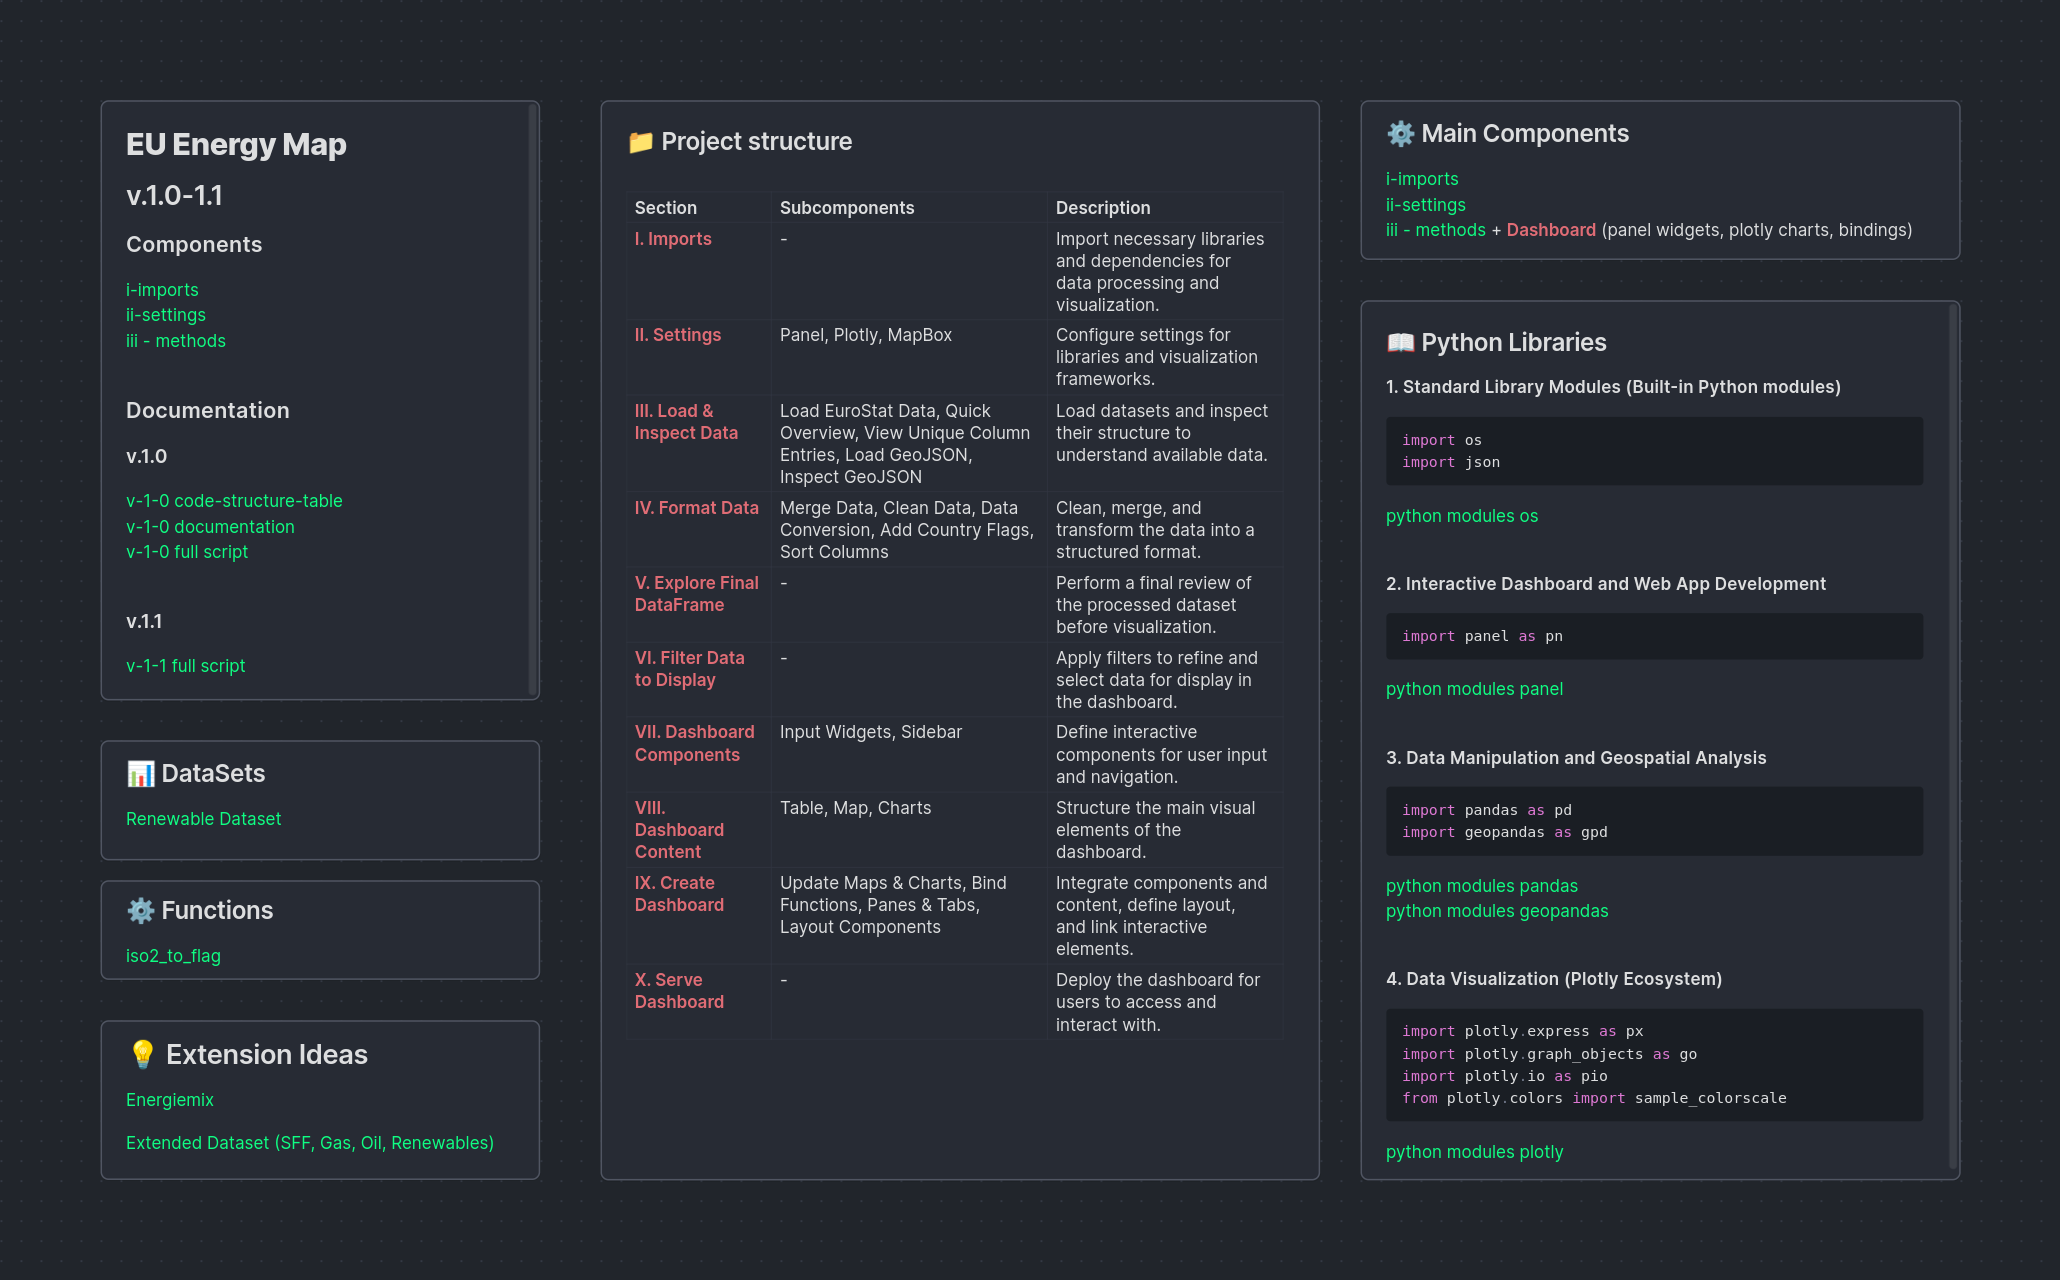 EU Energy Map
v.1.0-1.1
Components
i-imports
ii-settings
iii - methods
Documentation
v.1.0
v-1-0 code-structure-table
v-1-0 documentation
v-1-0 full script
v.1.1
v-1-1 full script
📊 DataSets
Renewable Dataset
⚙️ Functions
iso2_to_flag
💡 Extension Ideas
Energiemix
Extended Dataset (SFF, Gas, Oil, Renewables)
📁 Project structure
Section Subcomponents Description
I. Imports - Import necessary libraries
and dependencies for
data processing and
visualization.
II. Settings Panel, Plotly, MapBox Configure settings for
libraries and visualization
frameworks.
III. Load & Load EuroStat Data, Quick Load datasets and inspect
Inspect Data Overview, View Unique Column their structure to
Entries, Load GeoJSON, understand available data.
Inspect GeoJSON
IV. Format Data Merge Data, Clean Data, Data Clean, merge, and
Conversion, Add Country Flags, transform the data into a
Sort Columns structured format.
V. Explore Final - Perform a final review of
DataFrame the processed dataset
before visualization.
VI. Filter Data - Apply filters to refine and
to Display select data for display in
the dashboard.
VII. Dashboard Input Widgets, Sidebar Define interactive
Components components for user input
and navigation.
VIII. Table, Map, Charts Structure the main visual
Dashboard elements of the
Content dashboard.
IX. Create Update Maps & Charts, Bind Integrate components and
Dashboard Functions, Panes & Tabs, content, define layout,
Layout Components and link interactive
elements.
X. Serve - Deploy the dashboard for
Dashboard users to access and
interact with.
⚙️ Main Components
i-imports
ii-settings
iii - methods + Dashboard (panel widgets, plotly charts, bindings)
📖 Python Libraries
1. Standard Library Modules (Built-in Python modules)
import os
import json
python modules os
2. Interactive Dashboard and Web App Development
import panel as pn
python modules panel
3. Data Manipulation and Geospatial Analysis
import pandas as pd
import geopandas as gpd
python modules pandas
python modules geopandas
4. Data Visualization (Plotly Ecosystem)
import plotly.express as px
import plotly.graph_objects as go
import plotly.io as pio
from plotly.colors import sample_colorscale
python modules plotly